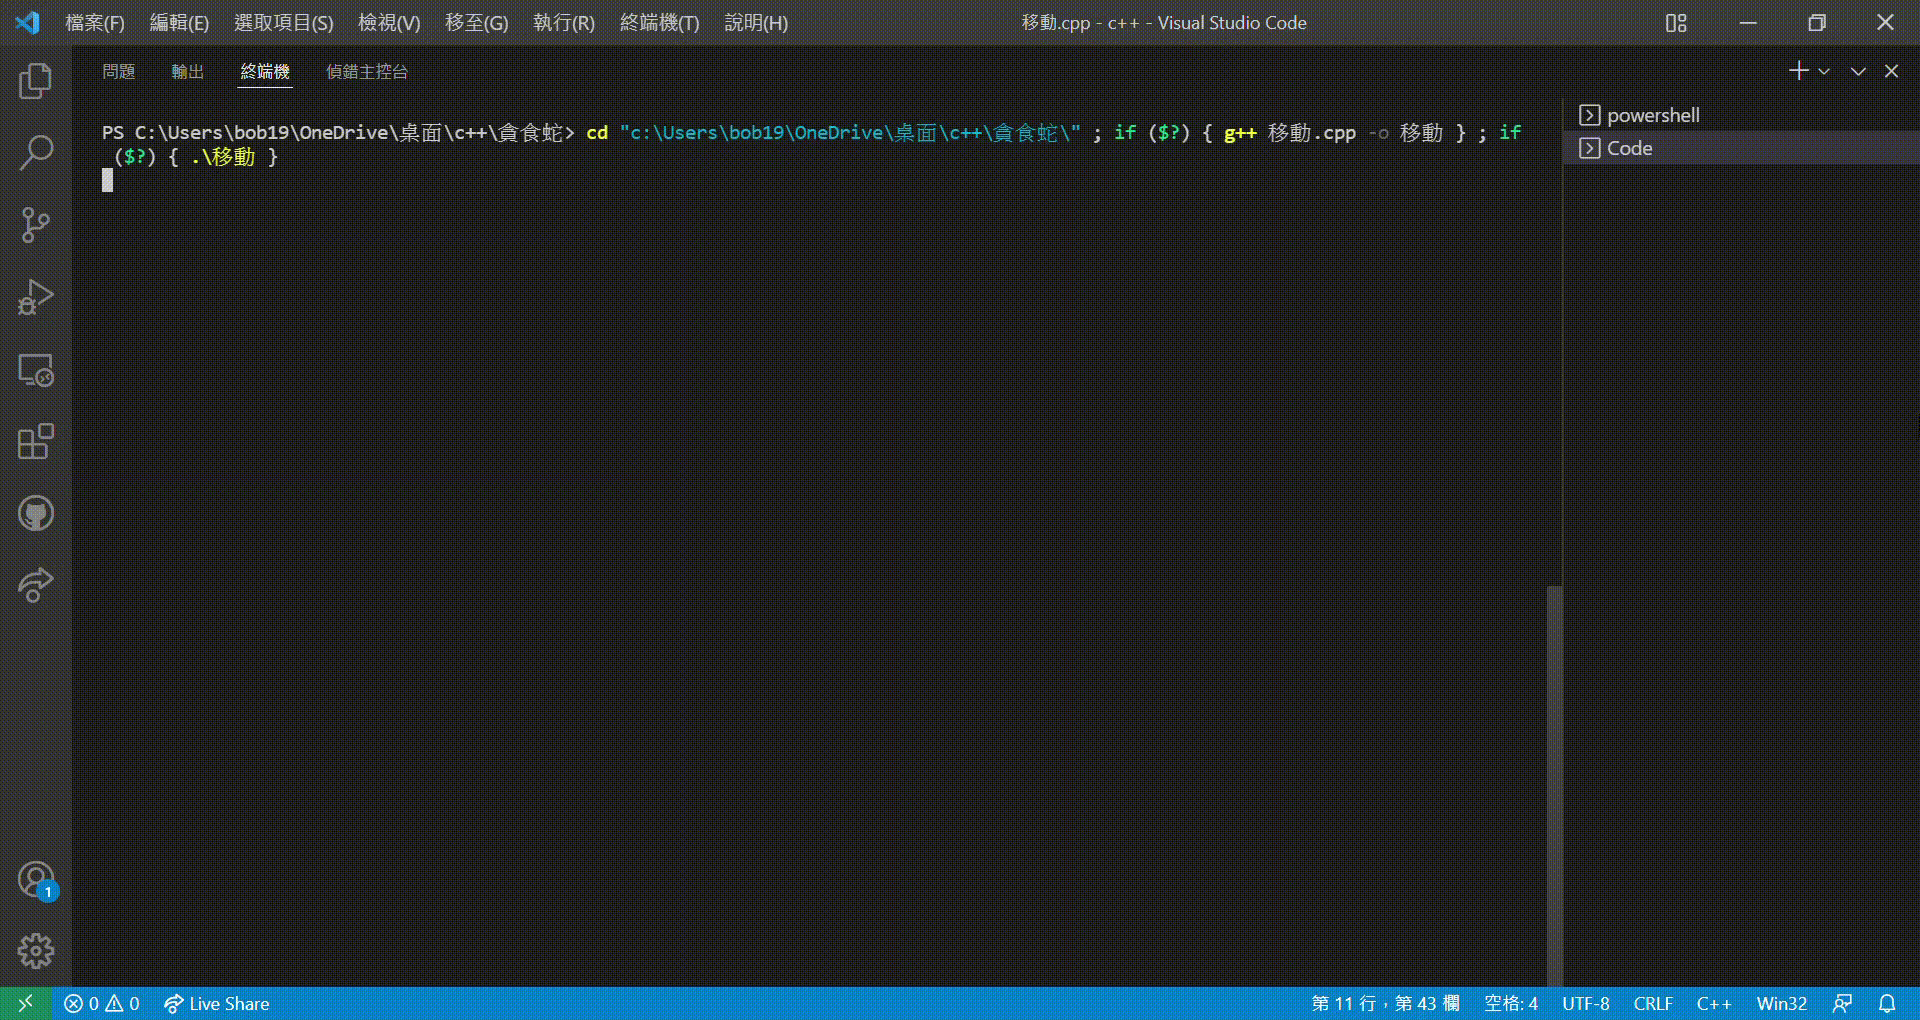 檔案(F) 編輯(E) 選取項目(S) 檢視(V) 移至(G) 執行(R) 終端機(T) 說明(H) 移動.cpp - c++ - Visual Studio Code
問題 輸出 終端機 偵錯主控台
PS C:\Users\bob19\OneDrive\桌面\c++\貪食蛇> cd "c:\Users\bob19\OneDrive\桌面\c++\貪食蛇\" ; if ($?) { g++ 移動.cpp -o 移動 } ; if
($?) { .\移動 }
powershell
Code
1
0 0 Live Share 第 11 行，第 43 欄 空格: 4 UTF-8 CRLF C++ Win32